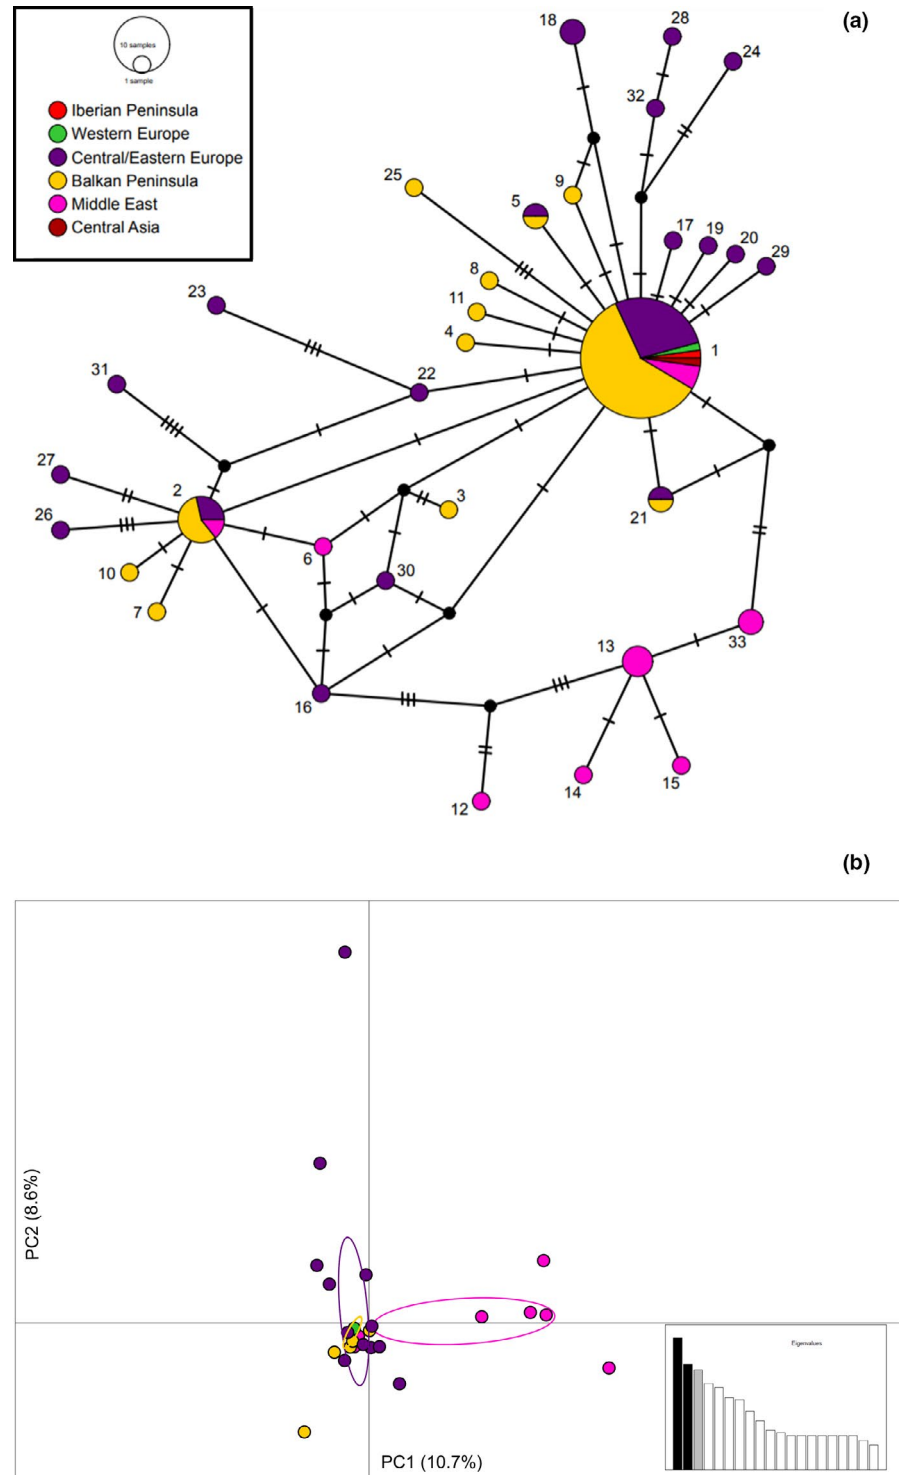 (a)
10 samples
1 sample
Iberian Peninsula
Western Europe
Central/Eastern Europe
Balkan Peninsula
Middle East
Central Asia
18
28
24
32
25
9
5
17
19
20
29
8
11
4
1
23
22
31
27
2
26
3
21
6
10
30
7
13
33
16
14
15
12
(b)
PC2 (8.6%)
Eigenvalues
PC1 (10.7%)